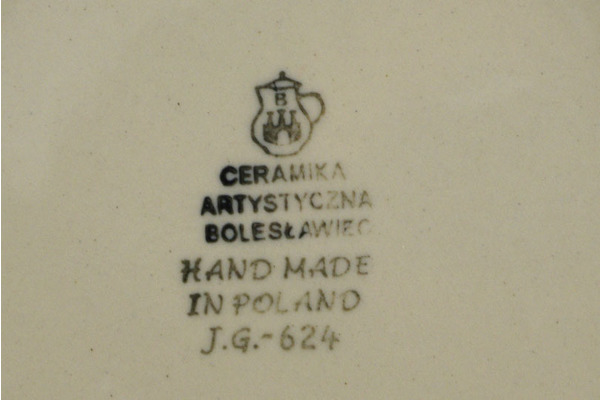 B
CERAMIKA
ARTYSTYCZNA
BOLESŁAWIEC
HAND MADE
IN POLAND
J.G.-624